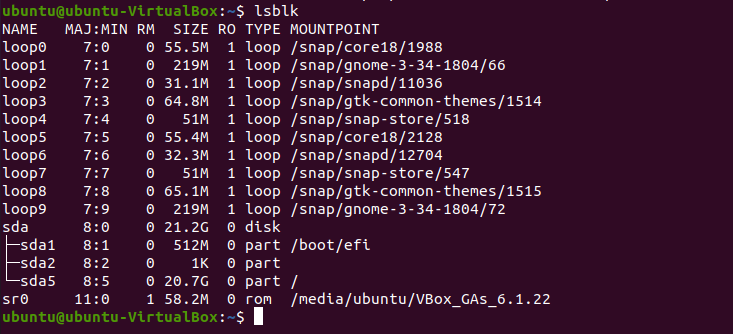 ubuntu@ubuntu-VirtualBox:~$ lsblk
NAME   MAJ:MIN RM  SIZE RO TYPE MOUNTPOINT
loop0    7:0    0 55.5M  1 loop /snap/core18/1988
loop1    7:1    0  219M  1 loop /snap/gnome-3-34-1804/66
loop2    7:2    0 31.1M  1 loop /snap/snapd/11036
loop3    7:3    0 64.8M  1 loop /snap/gtk-common-themes/1514
loop4    7:4    0   51M  1 loop /snap/snap-store/518
loop5    7:5    0 55.4M  1 loop /snap/core18/2128
loop6    7:6    0 32.3M  1 loop /snap/snapd/12704
loop7    7:7    0   51M  1 loop /snap/snap-store/547
loop8    7:8    0 65.1M  1 loop /snap/gtk-common-themes/1515
loop9    7:9    0  219M  1 loop /snap/gnome-3-34-1804/72
sda      8:0    0 21.2G  0 disk
├─sda1   8:1    0  512M  0 part /boot/efi
├─sda2   8:2    0    1K  0 part
└─sda5   8:5    0 20.7G  0 part /
sr0     11:0    1 58.2M  0 rom  /media/ubuntu/VBox_GAs_6.1.22
ubuntu@ubuntu-VirtualBox:~$